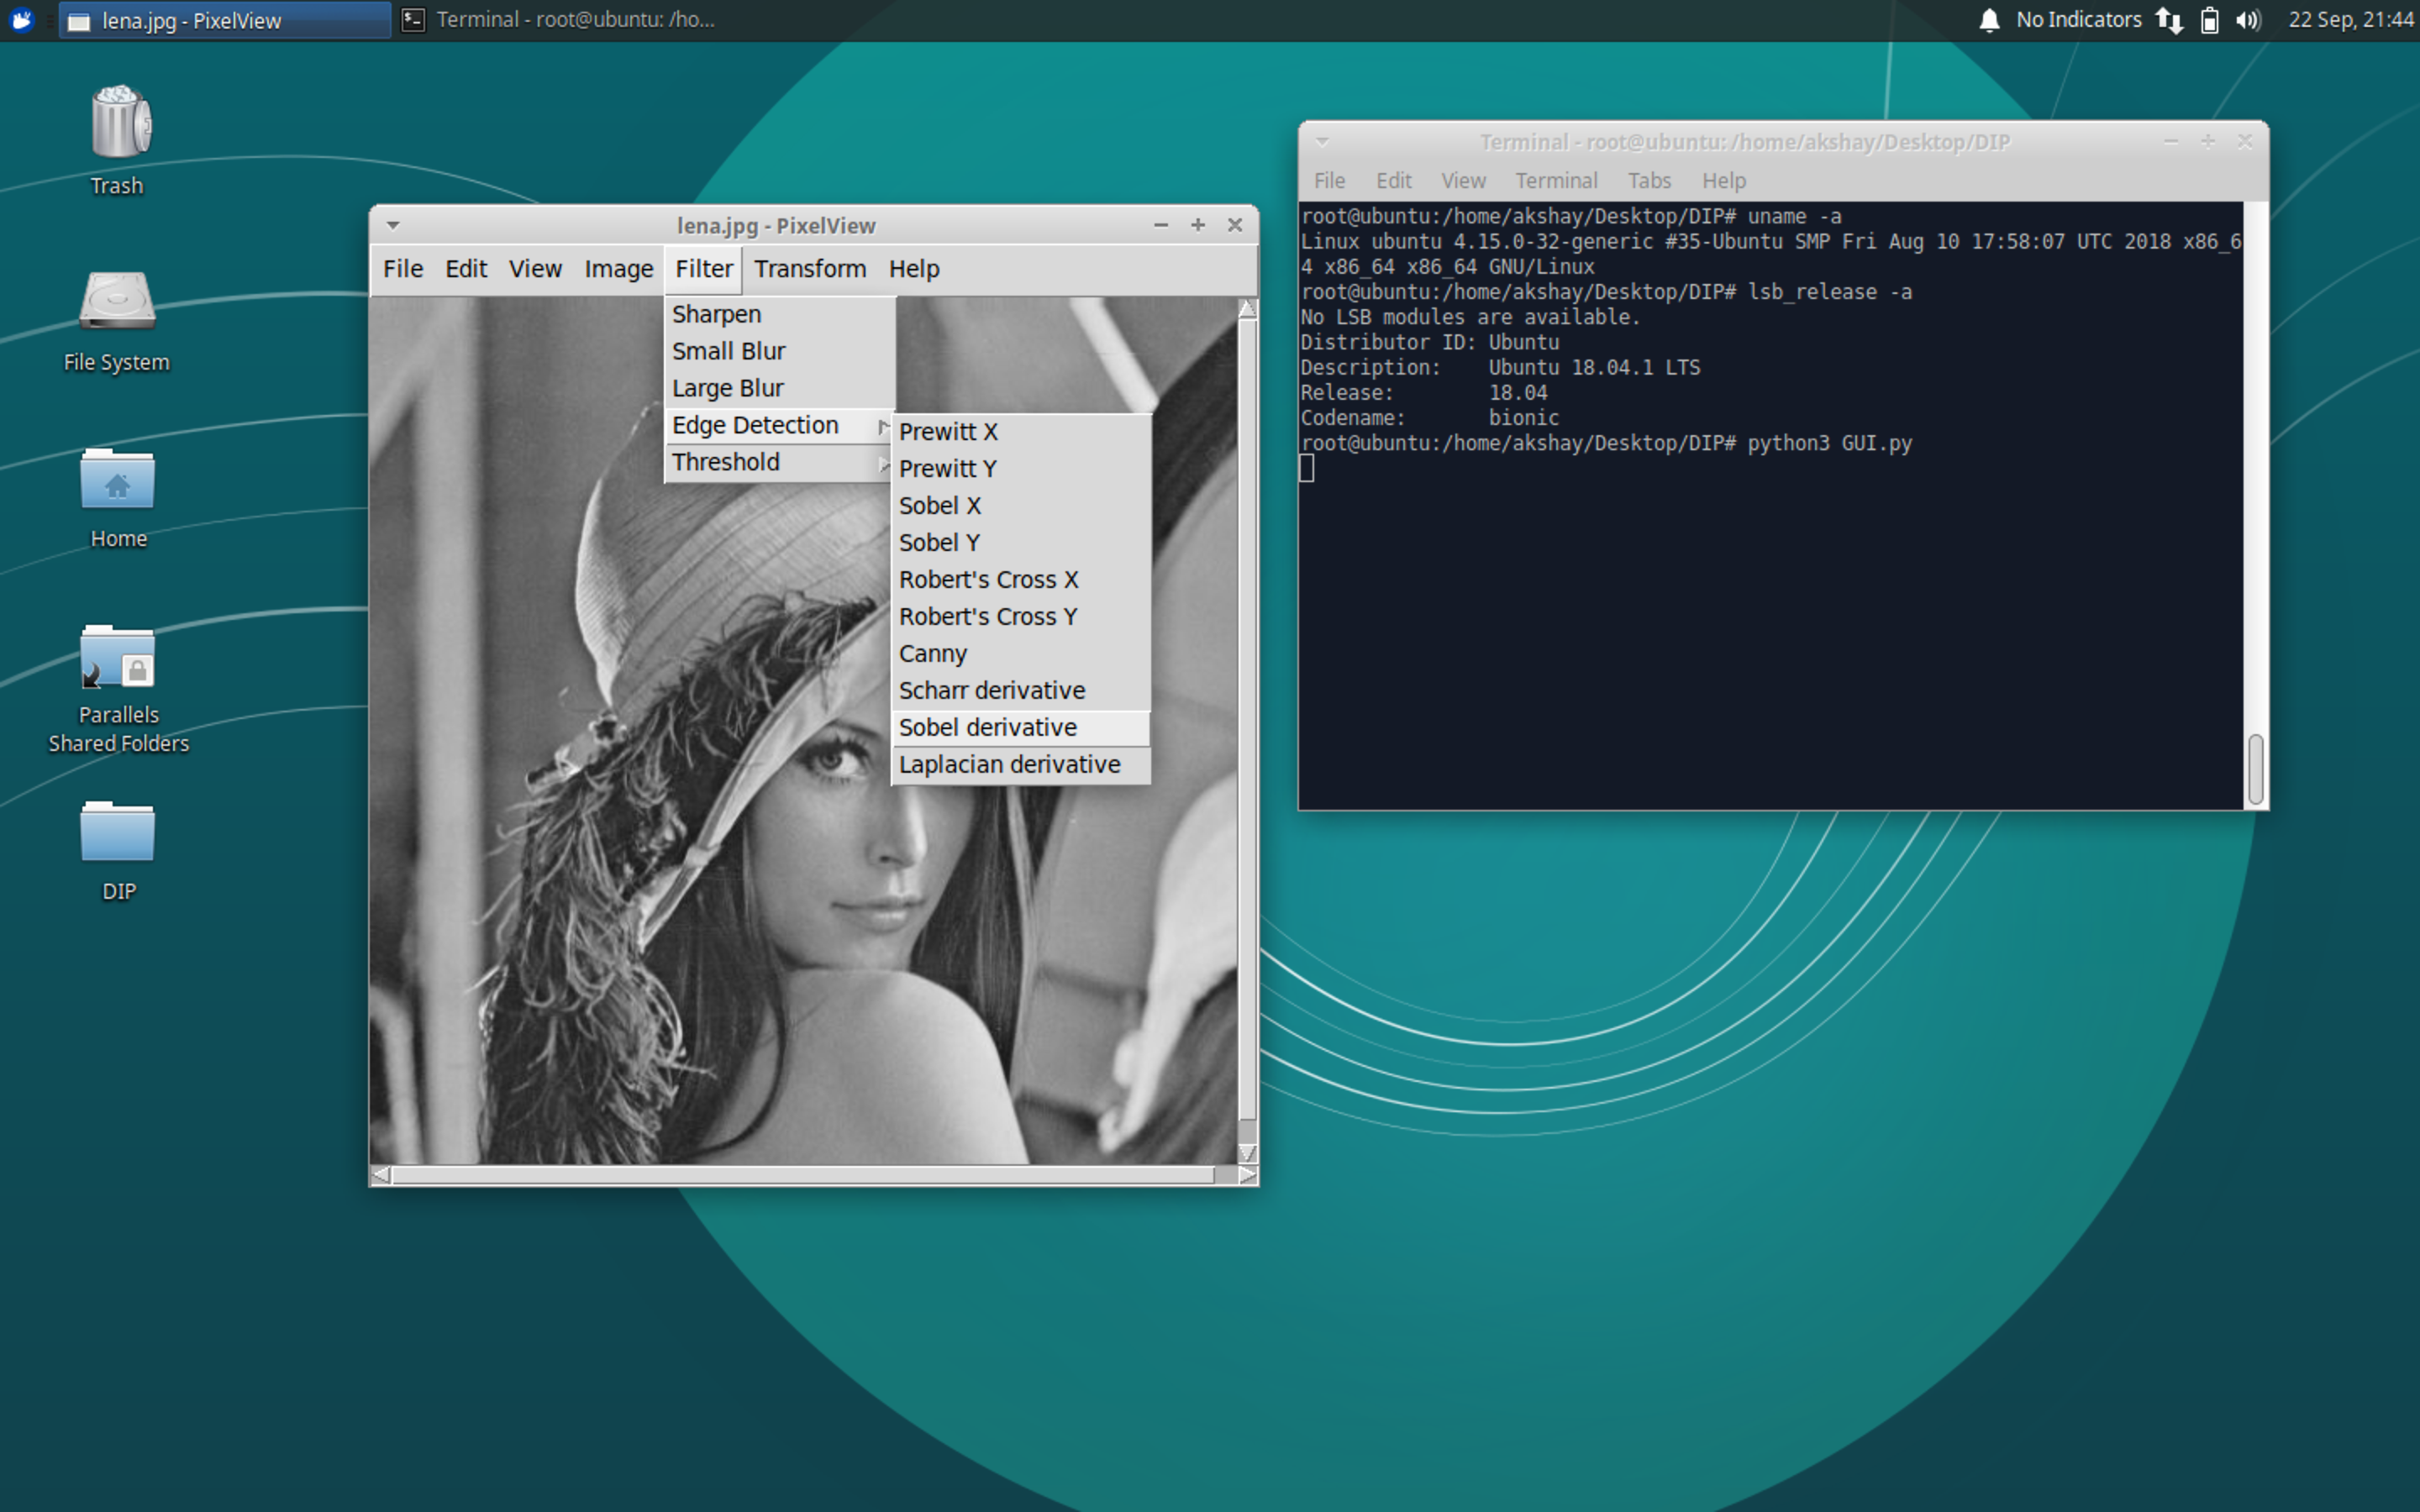 lena.jpg - PixelView
Terminal - root@ubuntu: /ho...
No Indicators
22 Sep, 21:44
Trash
File System
Home
Parallels
Shared Folders
DIP
lena.jpg - PixelView
File Edit View Image Filter Transform Help
Sharpen
Small Blur
Large Blur
Edge Detection
Threshold
Prewitt X
Prewitt Y
Sobel X
Sobel Y
Robert's Cross X
Robert's Cross Y
Canny
Scharr derivative
Sobel derivative
Laplacian derivative
Terminal - root@ubuntu: /home/akshay/Desktop/DIP
File Edit View Terminal Tabs Help
root@ubuntu:/home/akshay/Desktop/DIP# uname -a
Linux ubuntu 4.15.0-32-generic #35-Ubuntu SMP Fri Aug 10 17:58:07 UTC 2018 x86_6
4 x86_64 x86_64 GNU/Linux
root@ubuntu:/home/akshay/Desktop/DIP# lsb_release -a
No LSB modules are available.
Distributor ID: Ubuntu
Description: Ubuntu 18.04.1 LTS
Release: 18.04
Codename: bionic
root@ubuntu:/home/akshay/Desktop/DIP# python3 GUI.py